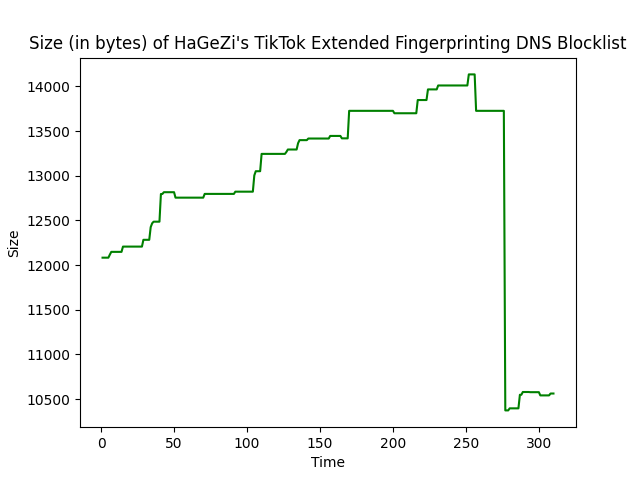 Size (in bytes) of HaGeZi's TikTok Extended Fingerprinting DNS Blocklist
14000
13500
13000
12500
12000
11500
11000
10500
Size
0 50 100 150 200 250 300
Time